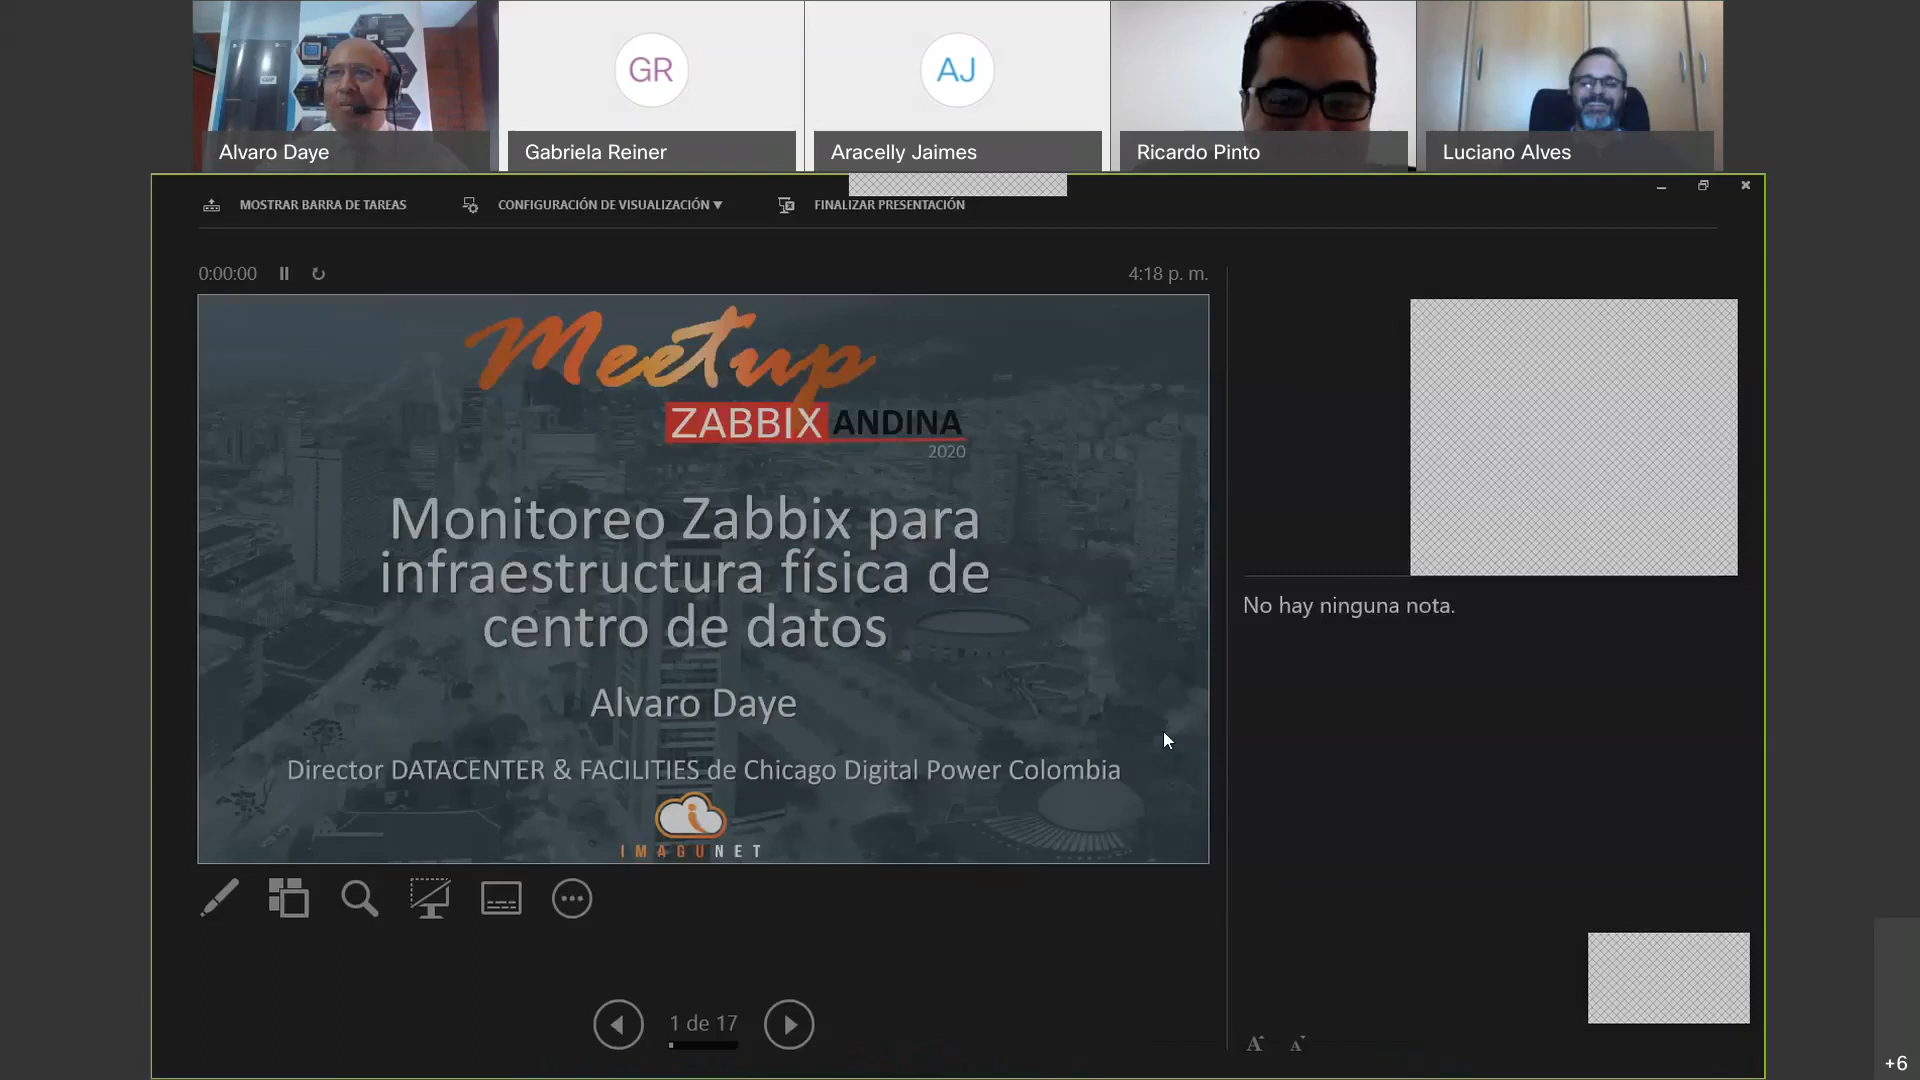 GR
AJ
Alvaro Daye
Gabriela Reiner
Aracelly Jaimes
Ricardo Pinto
Luciano Alves
MOSTRAR BARRA DE TAREAS
CONFIGURACIÓN DE VISUALIZACIÓN ▼
FINALIZAR PRESENTACIÓN
0:00:00
4:18 p. m.
Meetup
ZABBIX ANDINA
2020
Monitoreo Zabbix para
infraestructura física de
centro de datos
Alvaro Daye
Director DATACENTER & FACILITIES de Chicago Digital Power Colombia
IMAGUNET
No hay ninguna nota.
1 de 17
A A
+6